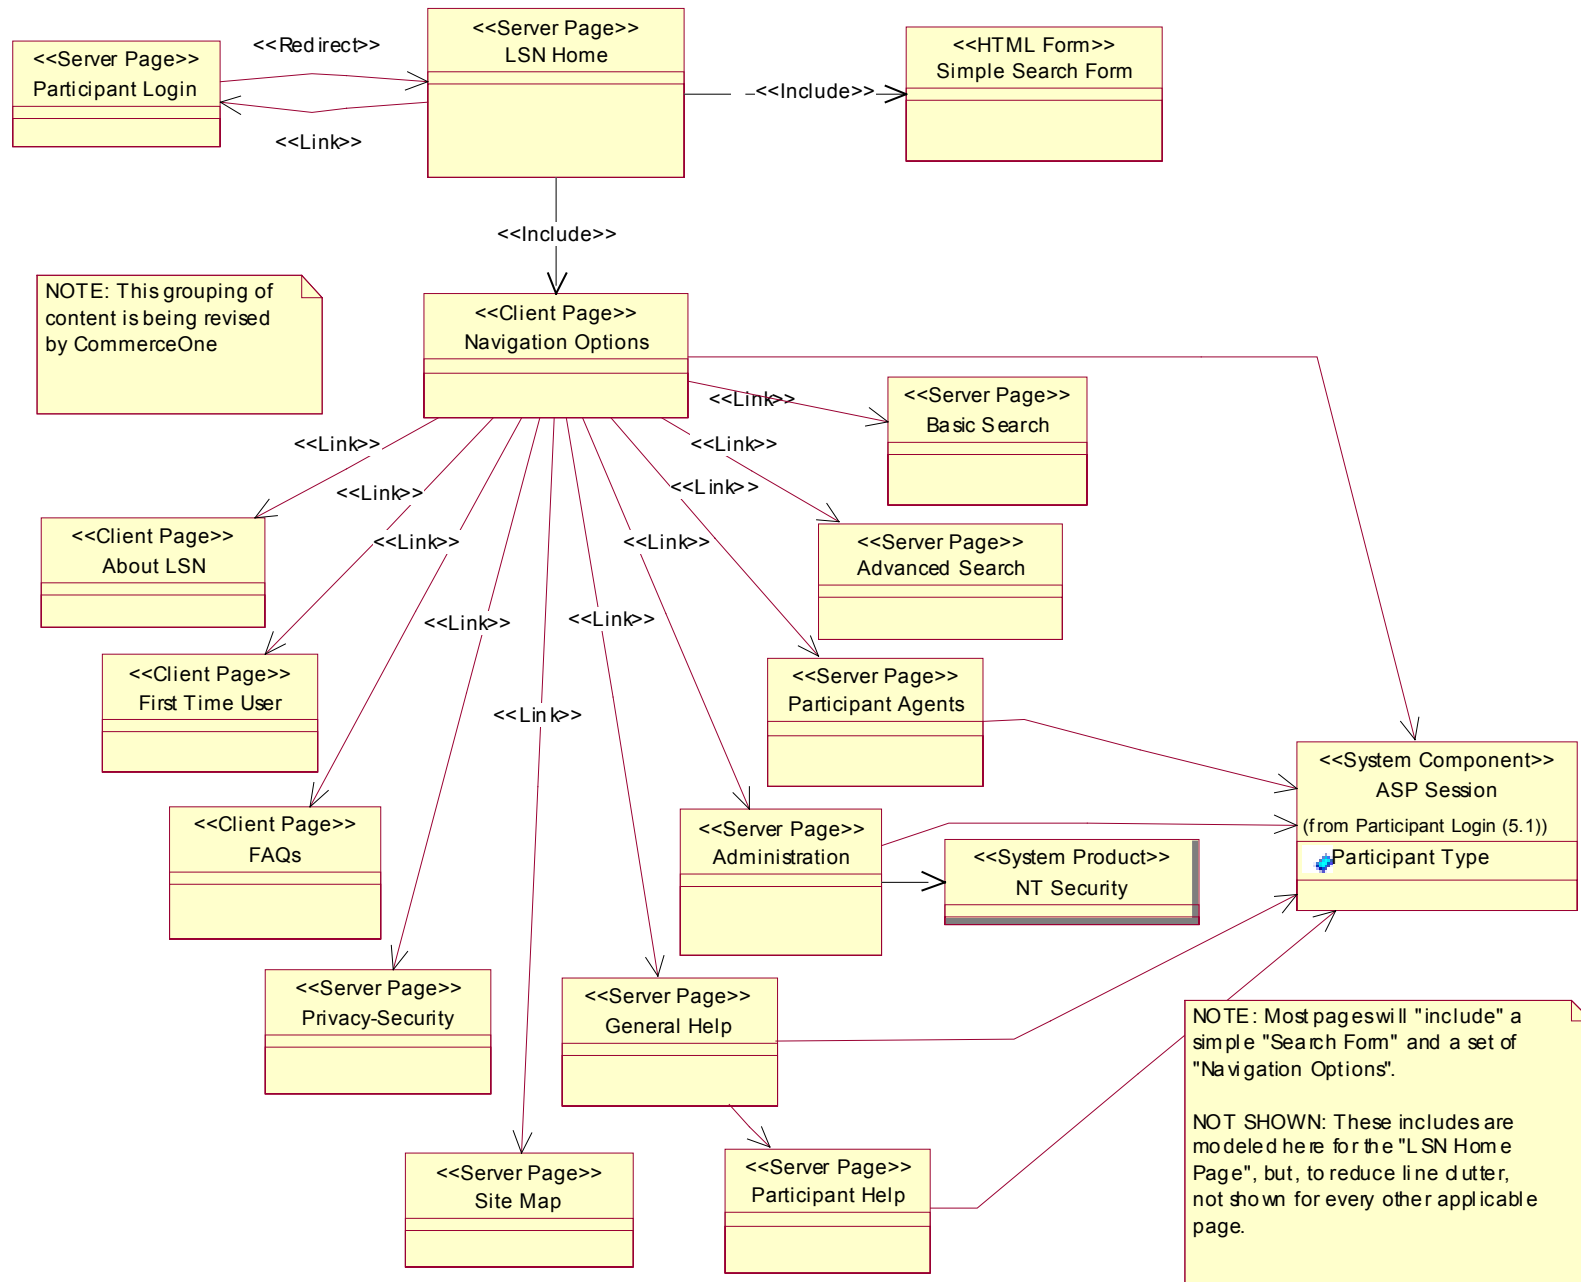 <<Server Page>>
LSN Home
<<Redirect>>
<<Server Page>>
Participant Login
<<HTML Form>>
Simple Search Form
<<Include>>
<<Link>>
<<Include>>
NOTE: This grouping of
content is being revised
by CommerceOne
<<Client Page>>
Navigation Options
<<Link>>
<<Server Page>>
Basic Search
<<Link>>
<<Link>>
<<Link>>
<<Link>>
<<Client Page>>
About LSN
<<Link>>
<<Link>>
<<Server Page>>
Advanced Search
<<Link>>
<<Link>>
<<Client Page>>
First Time User
<<Server Page>>
Participant Agents
<<Link>>
<<System Component>>
ASP Session
(from Participant Login (5.1))
Participant Type
<<Client Page>>
FAQs
<<Server Page>>
Administration
<<System Product>>
NT Security
<<Server Page>>
Privacy-Security
<<Server Page>>
General Help
NOTE: Most pages will "include" a
simple "Search Form" and a set of
"Navigation Options".
NOT SHOWN: These includes are
modeled here for the "LSN Home
Page", but, to reduce line clutter,
not shown for every other applicable
page.
<<Server Page>>
Site Map
<<Server Page>>
Participant Help